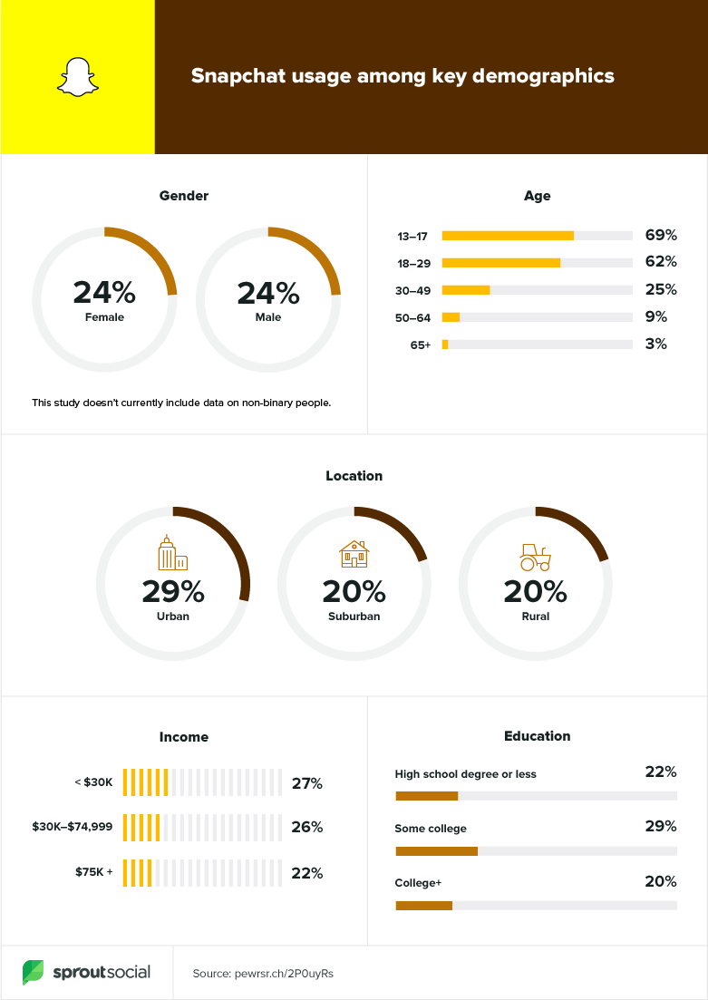 Snapchat usage among key demographics
Gender
24%
Female
24%
Male
This study doesn't currently include data on non-binary people.
Age
13–17 69%
18–29 62%
30–49 25%
50–64 9%
65+ 3%
Location
29%
Urban
20%
Suburban
20%
Rural
Income
< $30K 27%
$30K–$74,999 26%
$75K + 22%
Education
High school degree or less 22%
Some college 29%
College+ 20%
sproutsocial
Source: pewrsr.ch/2P0uyRs